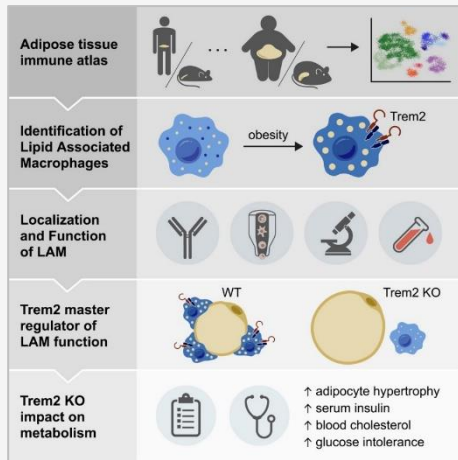 Adipose tissue
immune atlas
...
Identification of
Lipid Associated
Macrophages
obesity
Trem2
Localization
and Function
of LAM
Trem2 master
regulator of
LAM function
WT
Trem2 KO
Trem2 KO
impact on
metabolism
↑ adipocyte hypertrophy
↑ serum insulin
↑ blood cholesterol
↑ glucose intolerance